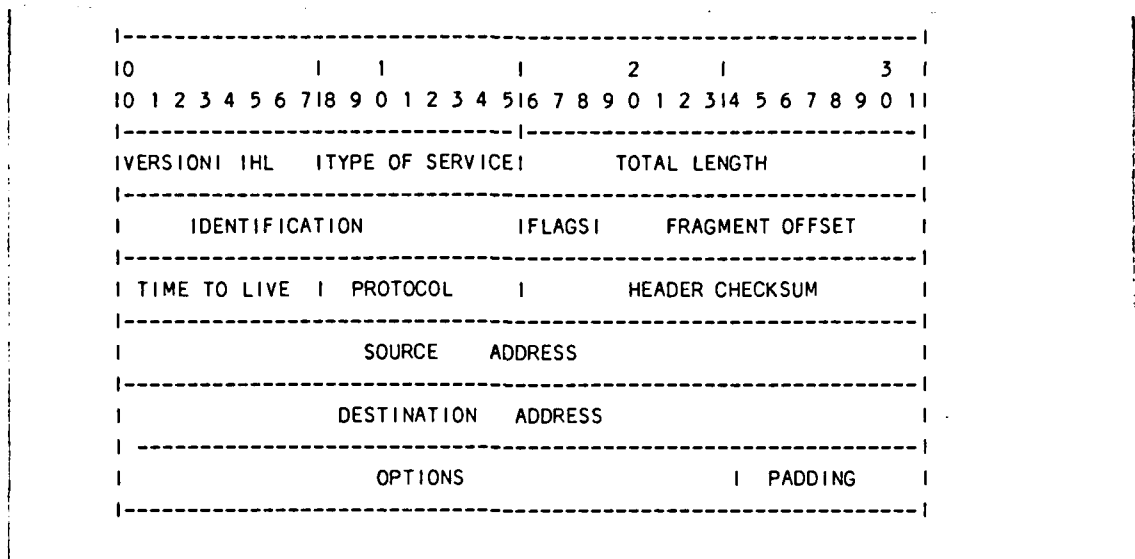 |---------------------------------------------------------------|
|0 | 1 | 2 | 3 |
|0 1 2 3 4 5 6 7|8 9 0 1 2 3 4 5|6 7 8 9 0 1 2 3|4 5 6 7 8 9 0 1|
|-------------------------------|-------------------------------|
|VERSION| IHL |TYPE OF SERVICE| TOTAL LENGTH |
|---------------------------------------------------------------|
| IDENTIFICATION |FLAGS| FRAGMENT OFFSET |
|---------------------------------------------------------------|
| TIME TO LIVE | PROTOCOL | HEADER CHECKSUM |
|---------------------------------------------------------------|
| SOURCE ADDRESS |
|---------------------------------------------------------------|
| DESTINATION ADDRESS |
| --------------------------------------------------------------|
| OPTIONS | PADDING |
|---------------------------------------------------------------|